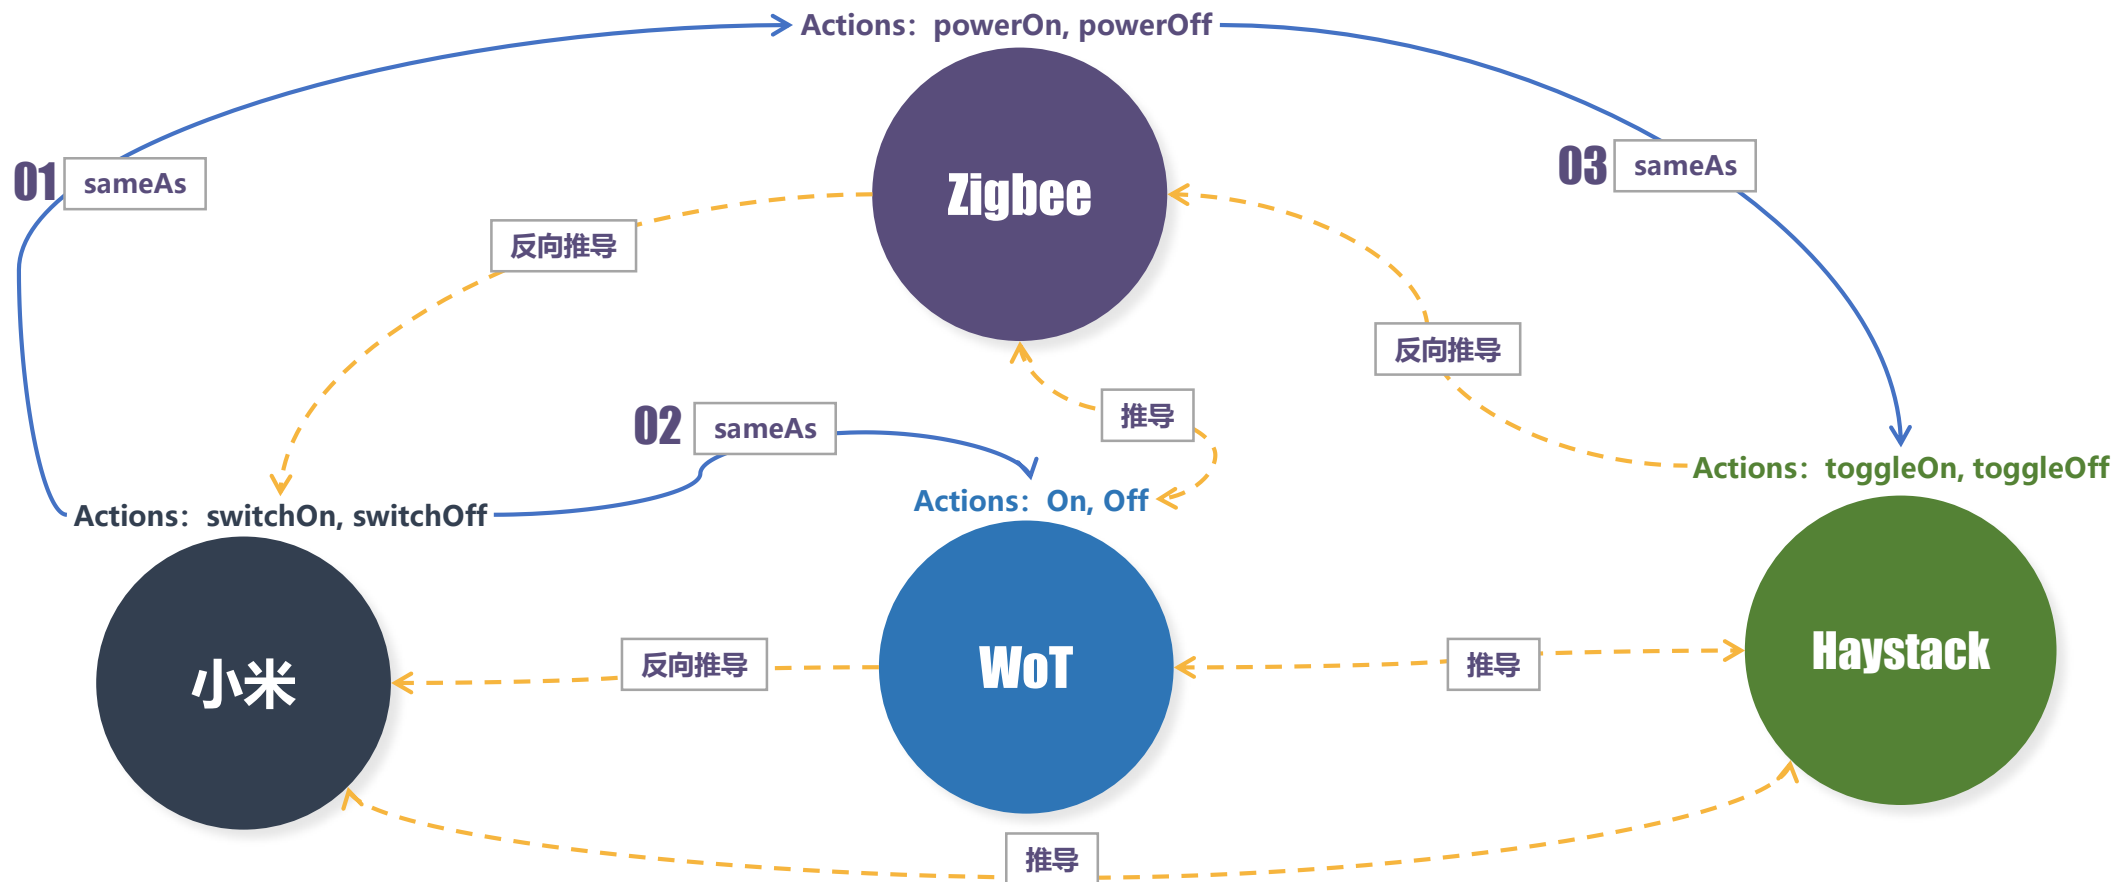 Actions：powerOn, powerOff
01
sameAs
03
sameAs
Zigbee
反向推导
反向推导
02
sameAs
推导
Actions：toggleOn, toggleOff
Actions：On, Off
Actions：switchOn, switchOff
小米
反向推导
WoT
推导
Haystack
推导